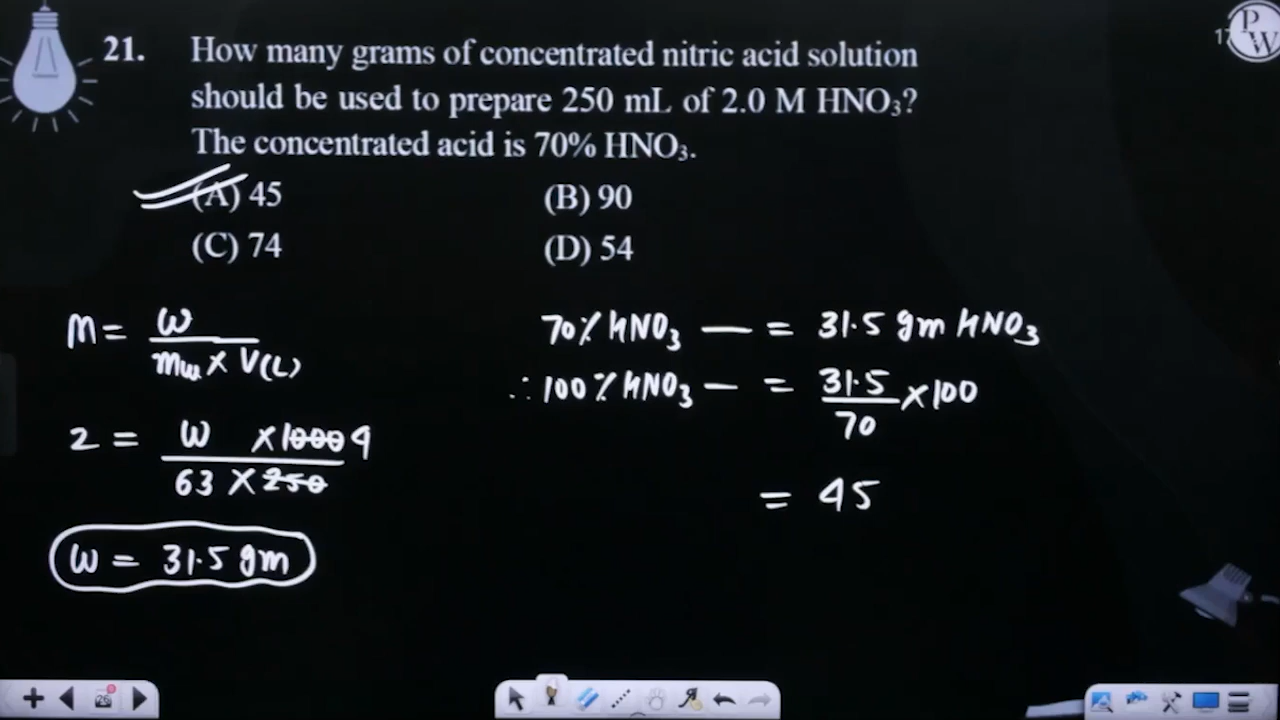 21. How many grams of concentrated nitric acid solution
should be used to prepare 250 mL of 2.0 M HNO₃?
The concentrated acid is 70% HNO₃.
(A) 45 (B) 90
(C) 74 (D) 54
M = W / Mw × V(L)
2 = W × 1000 4 / 63 × 250
W = 31.5 gm
70% HNO₃ — = 31.5 gm HNO₃
∴ 100% HNO₃ — = 31.5 / 70 × 100
= 45
PW
26